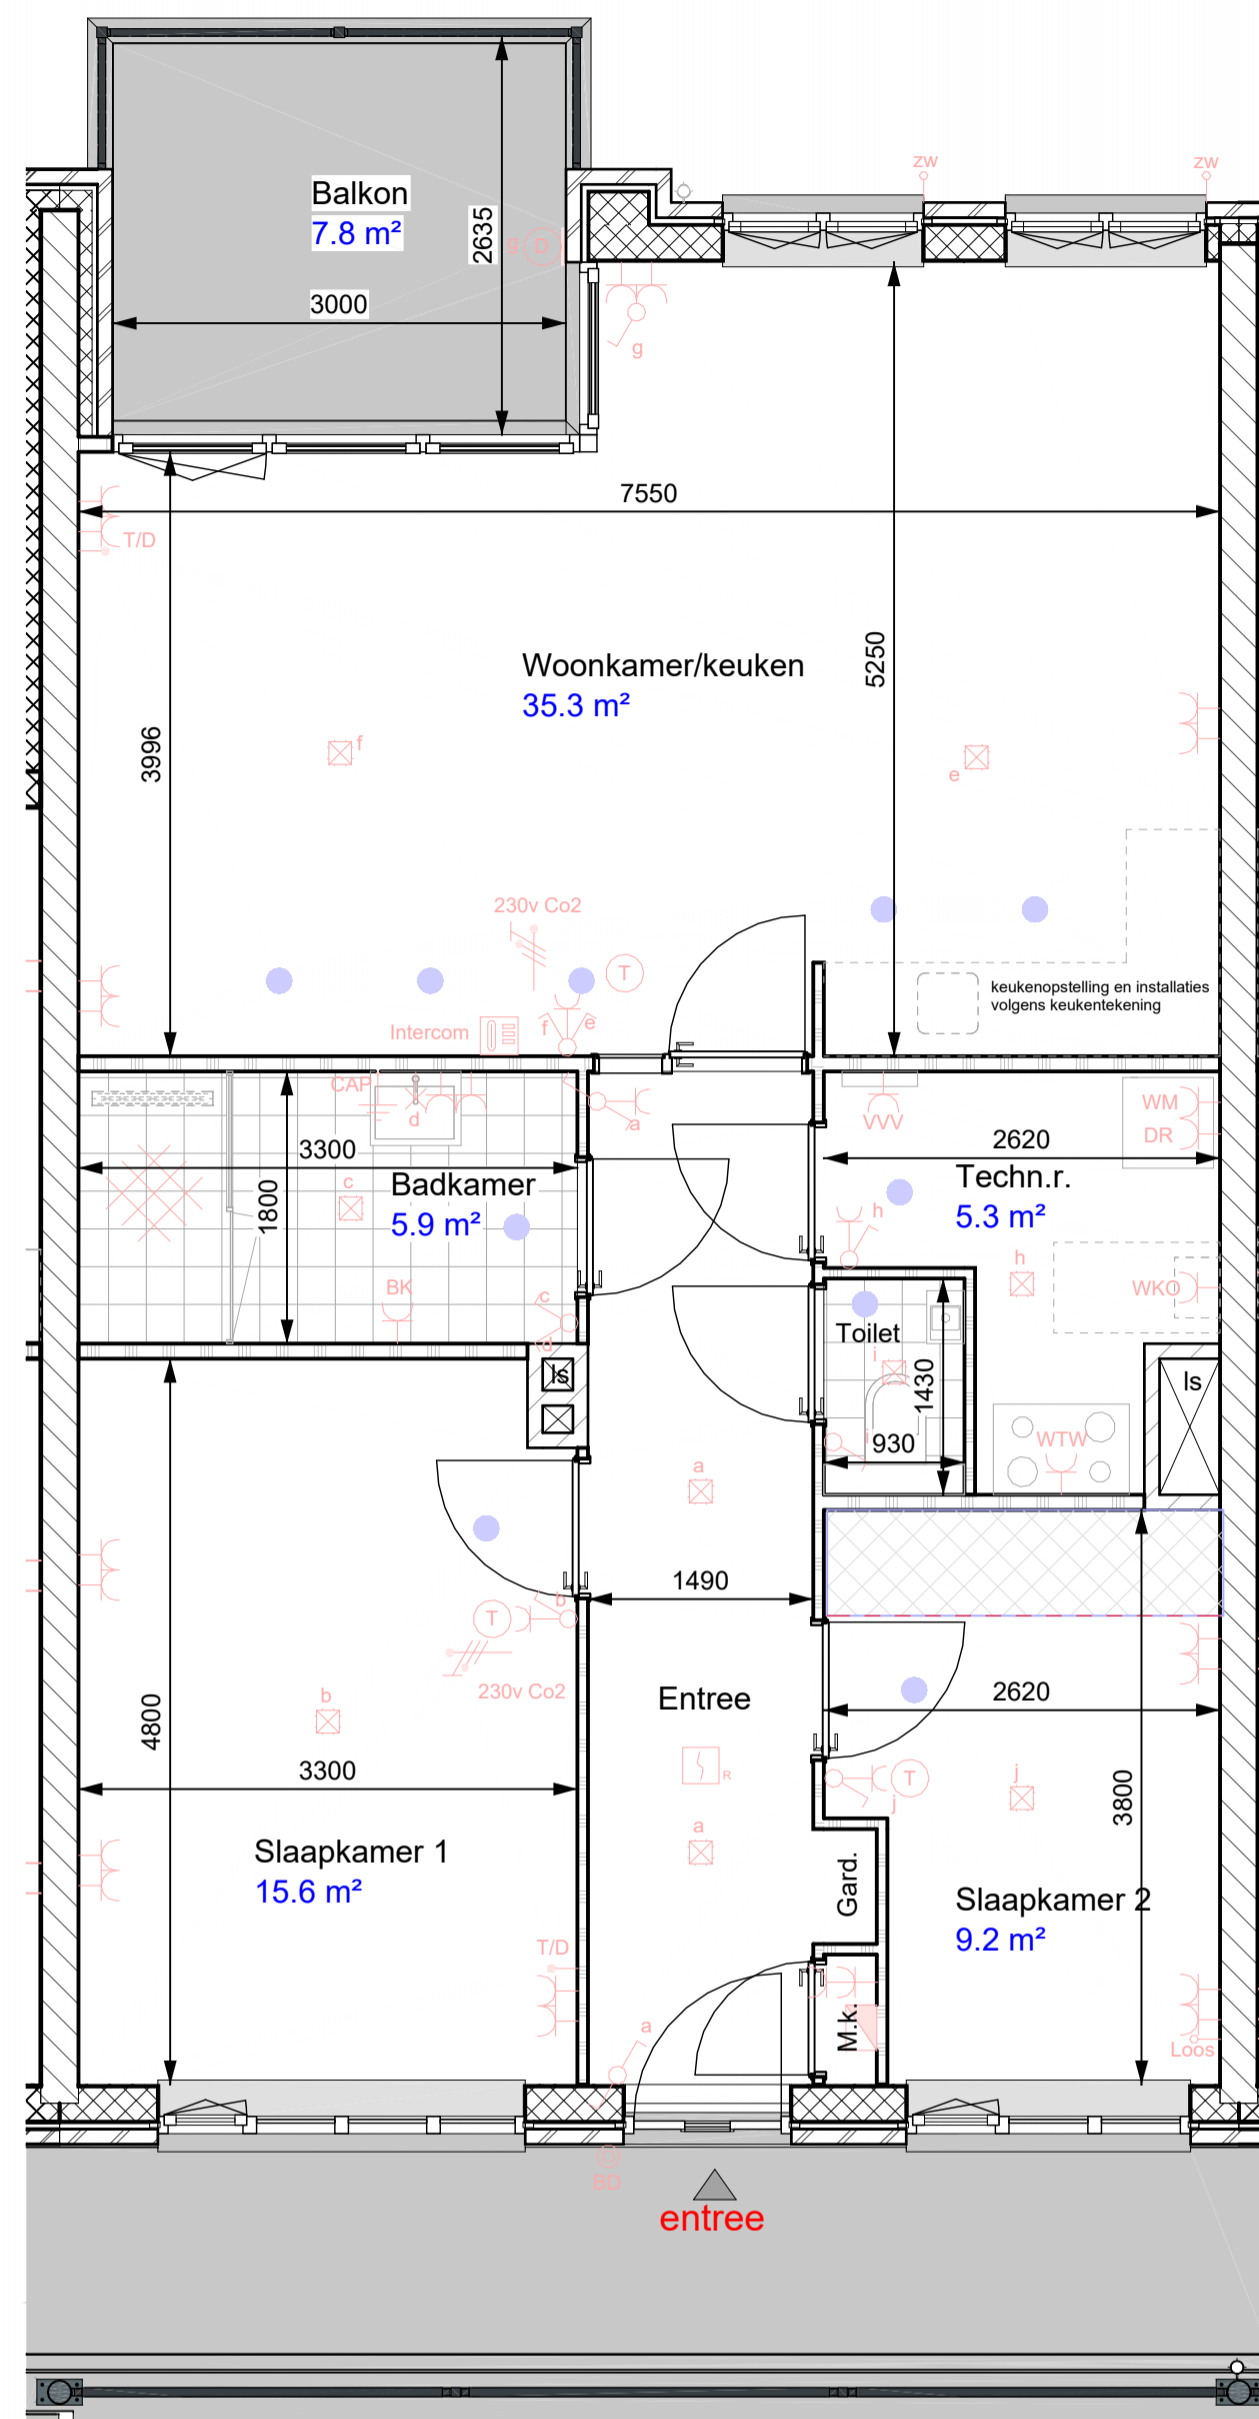 zw
zw
Balkon
7.8 m²
2635
g
D
3000
g
7550
T/D
Woonkamer/keuken
35.3 m²
5250
3996
f
e
230v Co2
T
keukenopstelling en installaties
volgens keukentekening
Intercom
f
e
CAP
d
a
VVV
WM
DR
3300
2620
Badkamer
5.9 m²
Techn.r.
5.3 m²
c
1800
h
h
BK
WKO
c
d
Toilet
i
1430
ls
ls
930
i
WTW
a
1490
b
T
230v Co2
b
Entree
2620
4800
3300
R
T
j
j
3800
a
Slaapkamer 1
15.6 m²
Gard.
Slaapkamer 2
9.2 m²
T/D
M.k.
a
Loos
BD
entree